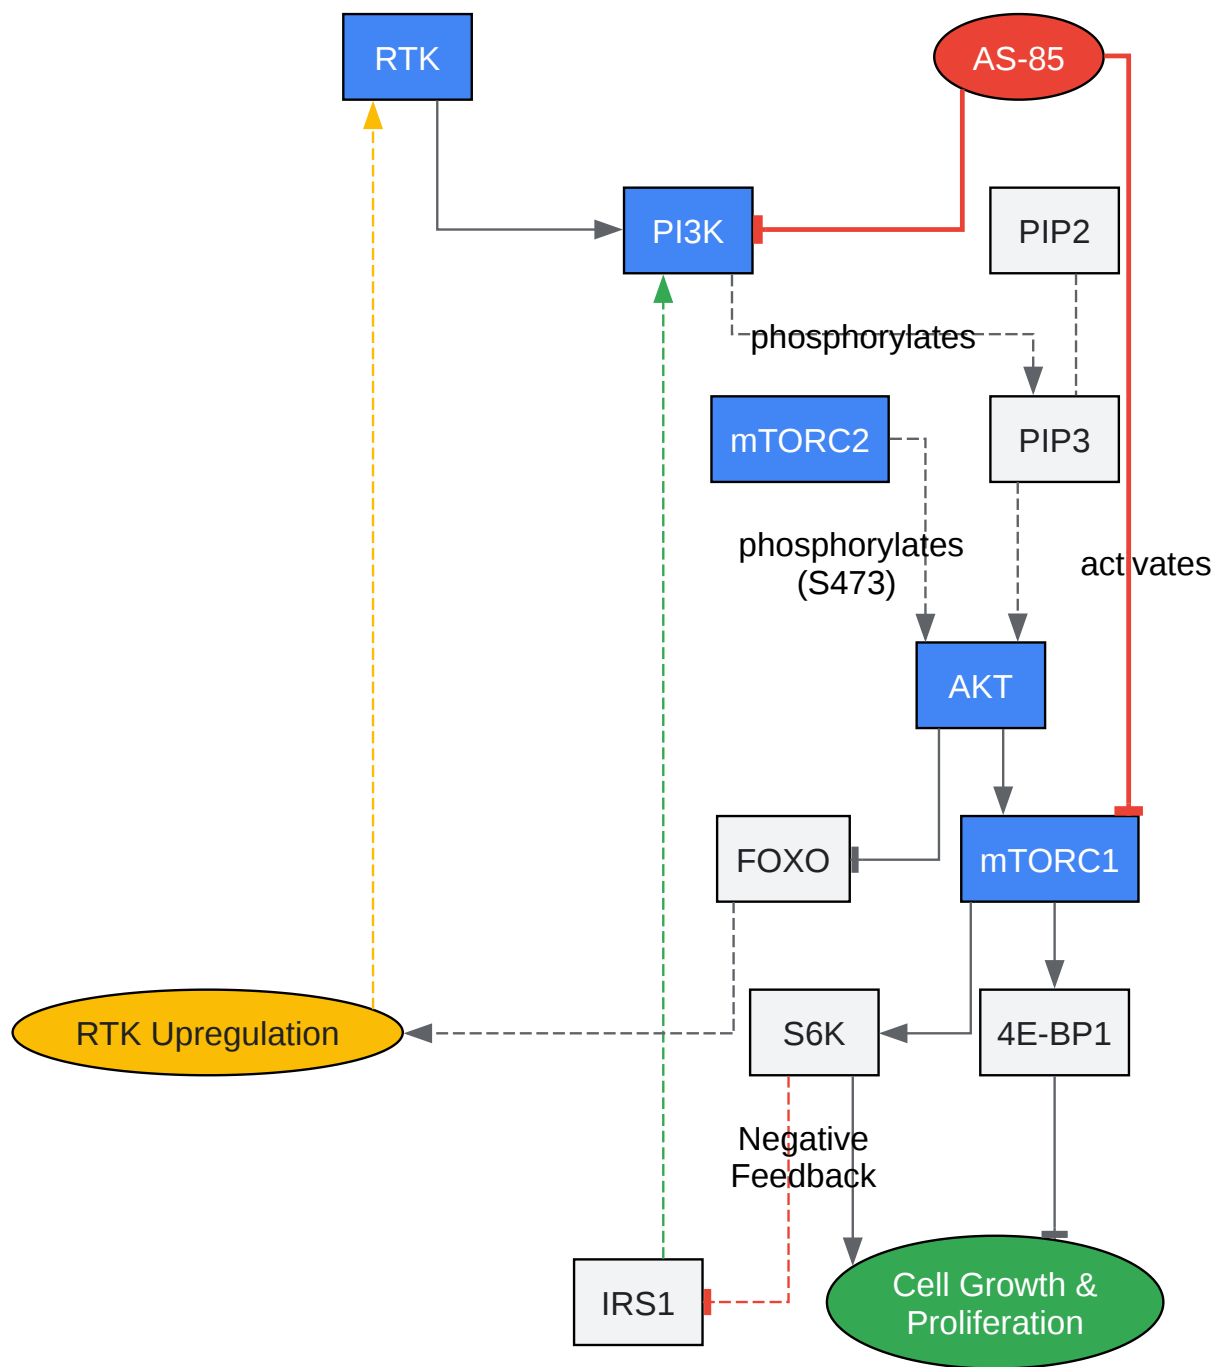 RTK
AS-85
PI3K
PIP2
phosphorylates
mTORC2
PIP3
phosphorylates
(S473)
activates
AKT
FOXO
mTORC1
RTK Upregulation
S6K
4E-BP1
Negative
Feedback
IRS1
Cell Growth &
Proliferation